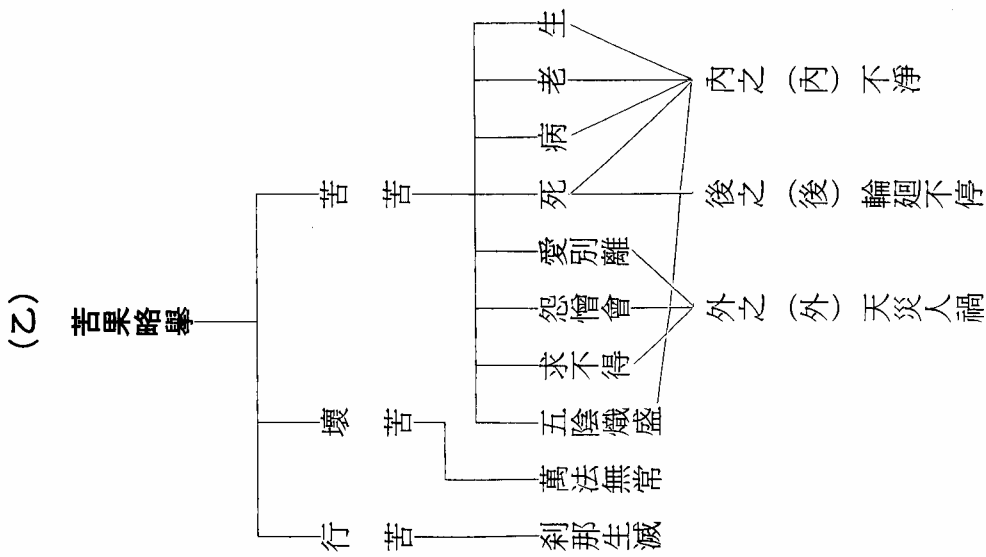 (乙)
苦果略舉
苦苦
生
老
病
死
愛別離
怨憎會
求不得
五陰熾盛
內之(內)不淨
後之(後)輪廻不停
外之(外)天災人禍
壞苦
萬法無常
行苦
剎那生滅